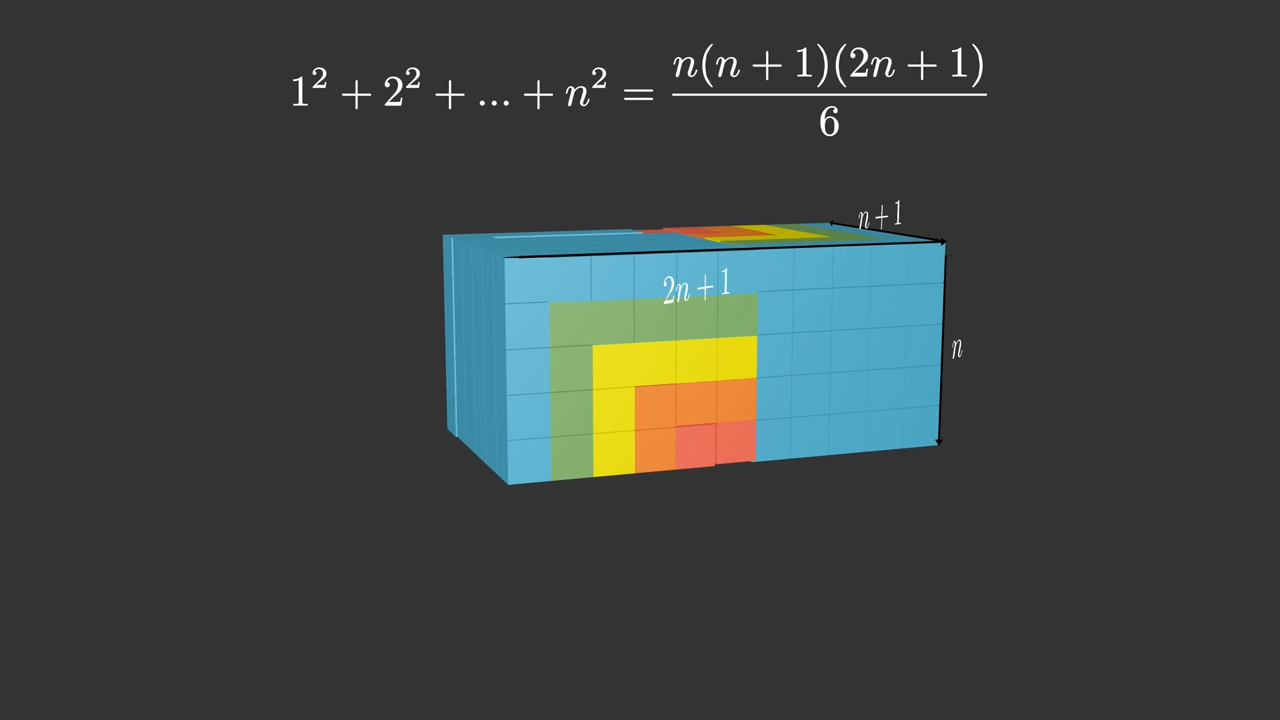 1² + 2² + ... + n² = n(n + 1)(2n + 1) / 6
n + 1
2n + 1
n